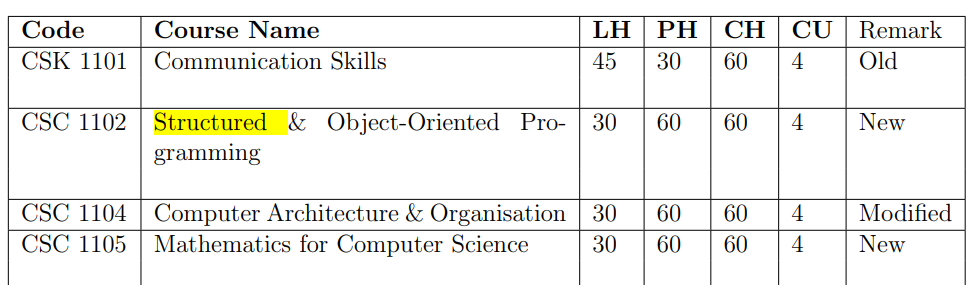 Code Course Name LH PH CH CU Remark
CSK 1101 Communication Skills 45 30 60 4 Old
CSC 1102 Structured & Object-Oriented Pro- 30 60 60 4 New
gramming
CSC 1104 Computer Architecture & Organisation 30 60 60 4 Modified
CSC 1105 Mathematics for Computer Science 30 60 60 4 New